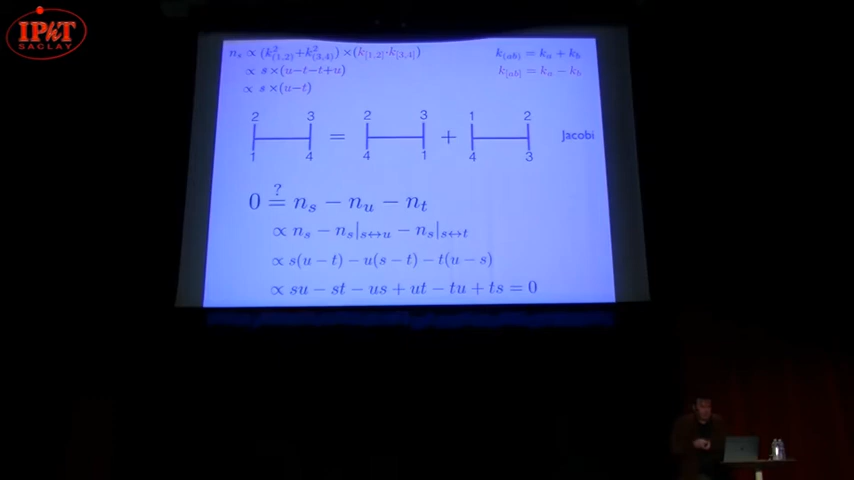 IPhT
SACLAY
n_s ∝ (k²_(1,2)+k²_(3,4))×(k_[1,2]·k_[3,4])
k_(ab) = k_a + k_b
∝ s×(u−t−t+u)
k_[ab] = k_a − k_b
∝ s×(u−t)
2 3 2 3 1 2
= + Jacobi
1 4 4 1 4 3
0 ≟ n_s − n_u − n_t
∝ n_s − n_s|_s↔u − n_s|_s↔t
∝ s(u − t) − u(s − t) − t(u − s)
∝ su − st − us + ut − tu + ts = 0